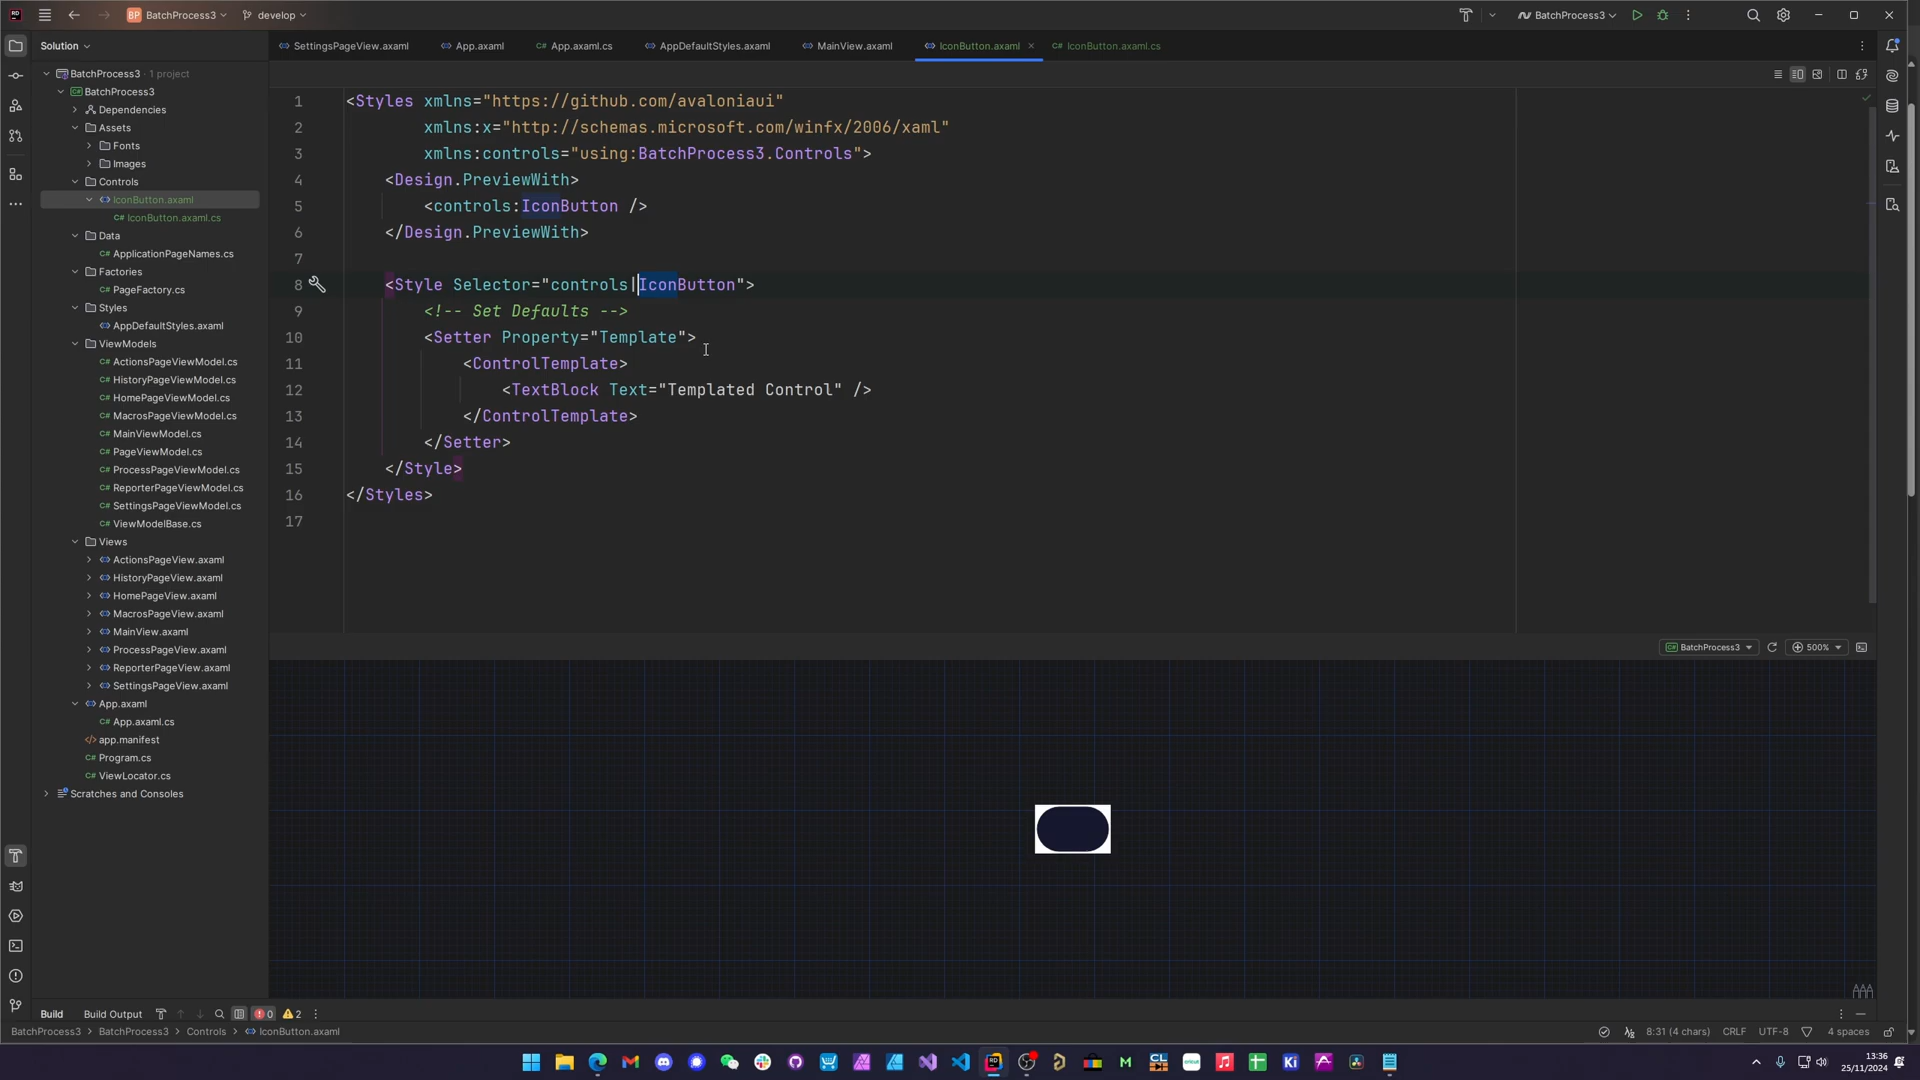 BP BatchProcess3 develop BatchProcess3
Solution SettingsPageView.axaml App.axaml App.axaml.cs AppDefaultStyles.axaml MainView.axaml IconButton.axaml IconButton.axaml.cs
BatchProcess3 · 1 project
BatchProcess3
Dependencies
Assets
Fonts
Images
Controls
IconButton.axaml
C# IconButton.axaml.cs
Data
C# ApplicationPageNames.cs
Factories
C# PageFactory.cs
Styles
AppDefaultStyles.axaml
ViewModels
C# ActionsPageViewModel.cs
C# HistoryPageViewModel.cs
C# HomePageViewModel.cs
C# MacrosPageViewModel.cs
C# MainViewModel.cs
C# PageViewModel.cs
C# ProcessPageViewModel.cs
C# ReporterPageViewModel.cs
C# SettingsPageViewModel.cs
C# ViewModelBase.cs
Views
ActionsPageView.axaml
HistoryPageView.axaml
HomePageView.axaml
MacrosPageView.axaml
MainView.axaml
ProcessPageView.axaml
ReporterPageView.axaml
SettingsPageView.axaml
App.axaml
C# App.axaml.cs
app.manifest
C# Program.cs
C# ViewLocator.cs
Scratches and Consoles
1 <Styles xmlns="https://github.com/avaloniaui"
2 xmlns:x="http://schemas.microsoft.com/winfx/2006/xaml"
3 xmlns:controls="using:BatchProcess3.Controls">
4 <Design.PreviewWith>
5 <controls:IconButton />
6 </Design.PreviewWith>
7
8 <Style Selector="controls|IconButton">
9 <!-- Set Defaults -->
10 <Setter Property="Template">
11 <ControlTemplate>
12 <TextBlock Text="Templated Control" />
13 </ControlTemplate>
14 </Setter>
15 </Style>
16 </Styles>
17
BatchProcess3 500%
Build Build Output 0 2
BatchProcess3 > BatchProcess3 > Controls > IconButton.axaml 8:31 (4 chars) CRLF UTF-8 4 spaces
13:36
25/11/2024